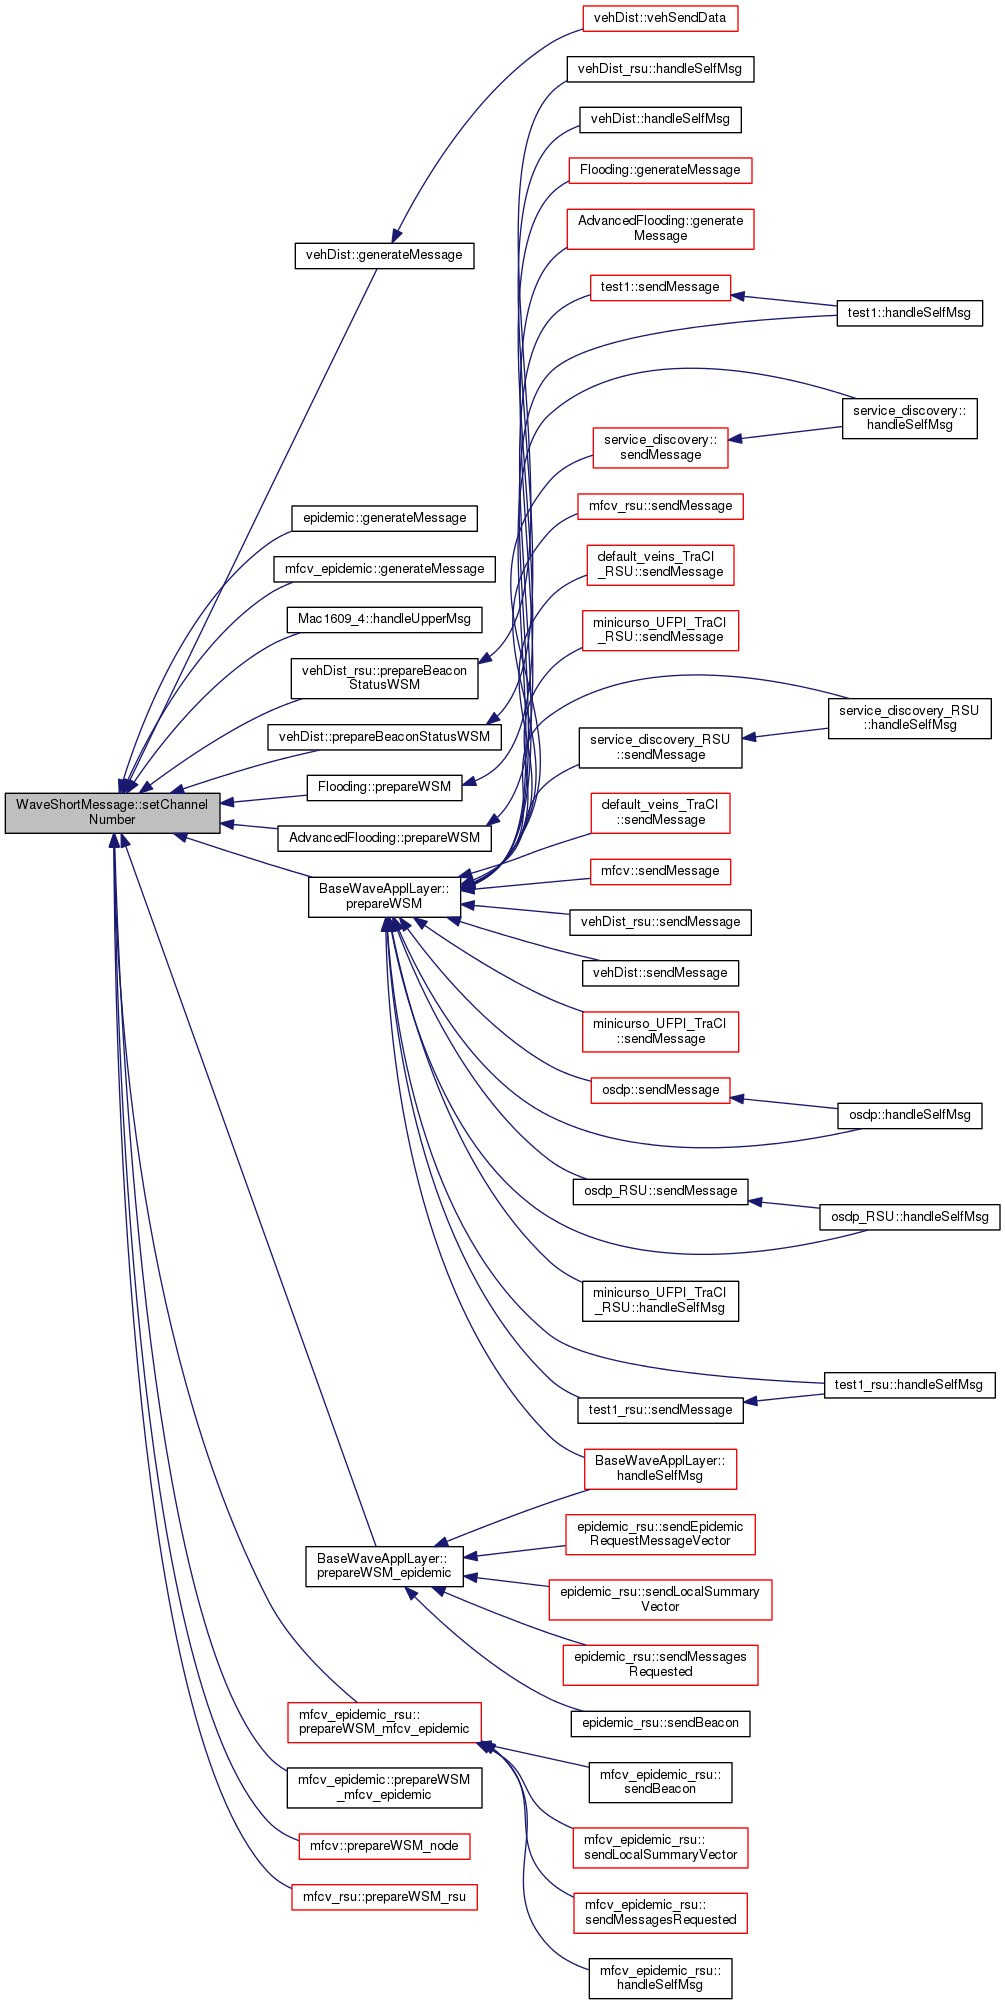 vehDist::vehSendData
vehDist_rsu::handleSelfMsg
vehDist::handleSelfMsg
Flooding::generateMessage
AdvancedFlooding::generate
Message
vehDist::generateMessage
test1::sendMessage
test1::handleSelfMsg
service_discovery::
handleSelfMsg
service_discovery::
sendMessage
mfcv_rsu::sendMessage
epidemic::generateMessage
default_veins_TraCI
_RSU::sendMessage
mfcv_epidemic::generateMessage
Mac1609_4::handleUpperMsg
minicurso_UFPI_TraCI
_RSU::sendMessage
vehDist_rsu::prepareBeacon
StatusWSM
service_discovery_RSU
::handleSelfMsg
vehDist::prepareBeaconStatusWSM
service_discovery_RSU
::sendMessage
Flooding::prepareWSM
WaveShortMessage::setChannel
Number
default_veins_TraCI
::sendMessage
AdvancedFlooding::prepareWSM
mfcv::sendMessage
BaseWaveApplLayer::
prepareWSM
vehDist_rsu::sendMessage
vehDist::sendMessage
minicurso_UFPI_TraCI
::sendMessage
osdp::sendMessage
osdp::handleSelfMsg
osdp_RSU::sendMessage
osdp_RSU::handleSelfMsg
minicurso_UFPI_TraCI
_RSU::handleSelfMsg
test1_rsu::handleSelfMsg
test1_rsu::sendMessage
BaseWaveApplLayer::
handleSelfMsg
epidemic_rsu::sendEpidemic
RequestMessageVector
BaseWaveApplLayer::
prepareWSM_epidemic
epidemic_rsu::sendLocalSummary
Vector
epidemic_rsu::sendMessages
Requested
epidemic_rsu::sendBeacon
mfcv_epidemic_rsu::
prepareWSM_mfcv_epidemic
mfcv_epidemic_rsu::
sendBeacon
mfcv_epidemic::prepareWSM
_mfcv_epidemic
mfcv::prepareWSM_node
mfcv_epidemic_rsu::
sendLocalSummaryVector
mfcv_rsu::prepareWSM_rsu
mfcv_epidemic_rsu::
sendMessagesRequested
mfcv_epidemic_rsu::
handleSelfMsg